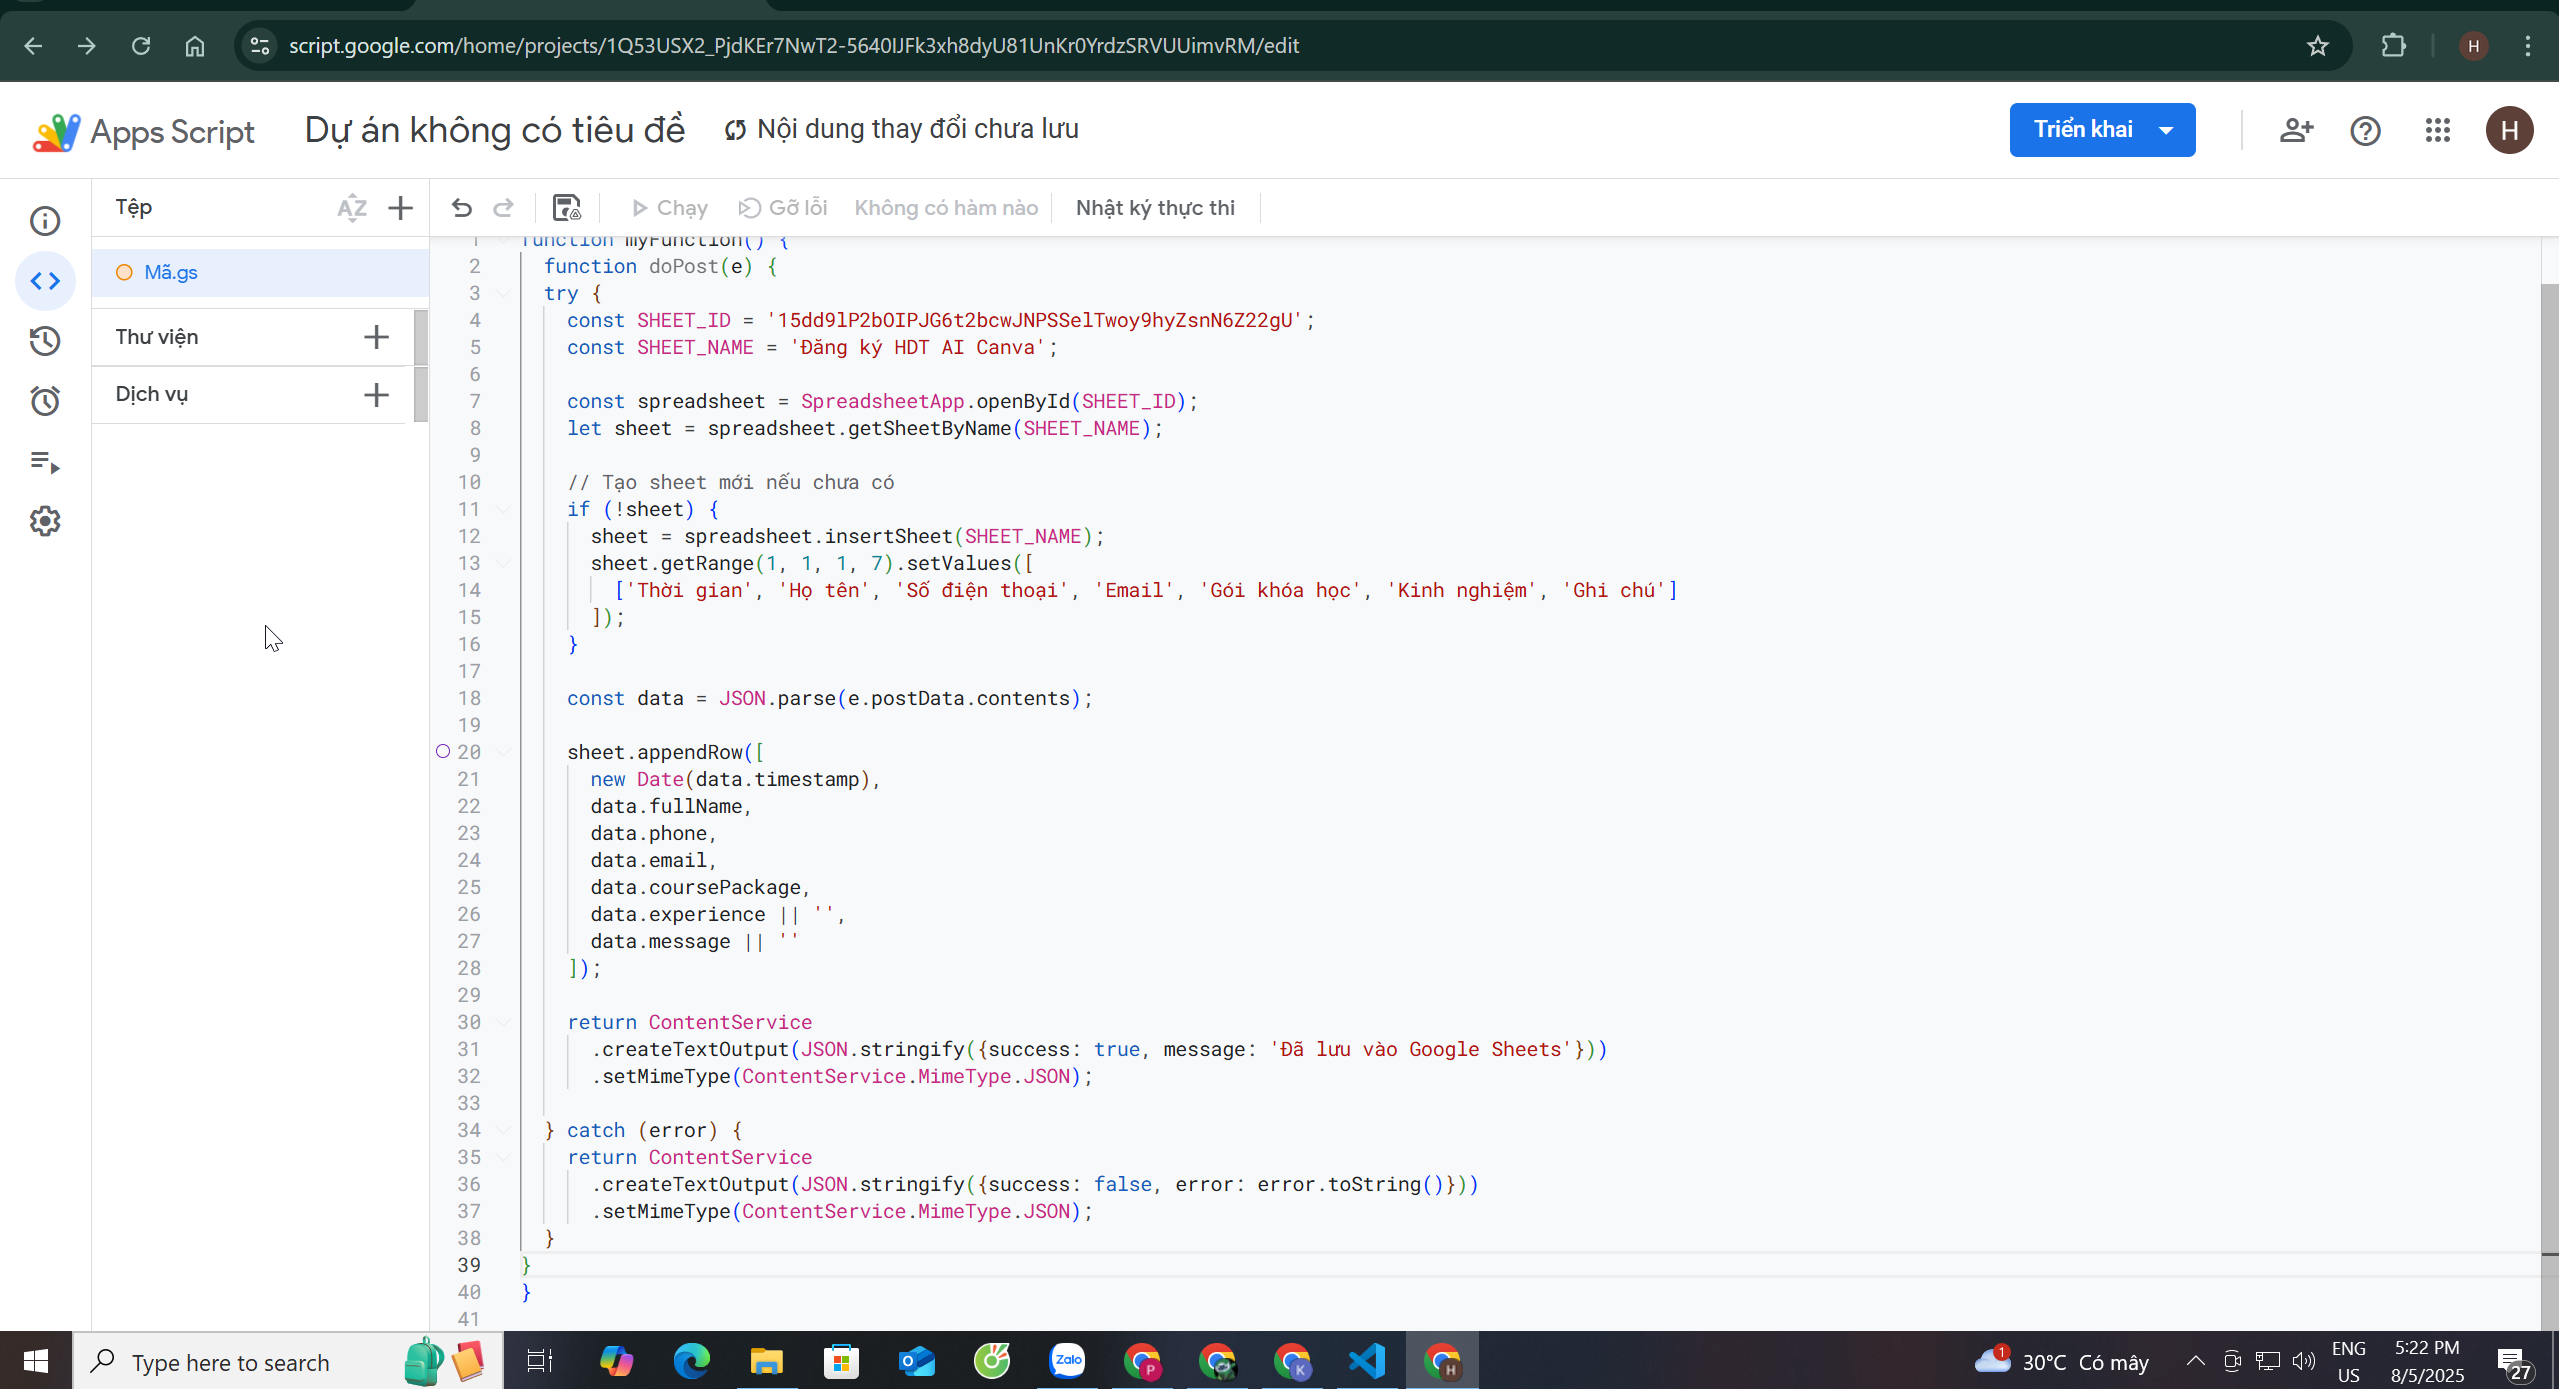 script.google.com/home/projects/1Q53USX2_PjdKEr7NwT2-5640IJFk3xh8dyU81UnKr0YrdzSRVUUimvRM/edit
H
Apps Script
Dự án không có tiêu đề
Nội dung thay đổi chưa lưu
Triển khai
H
Tệp
AZ
Chạy
Gỡ lỗi
Không có hàm nào
Nhật ký thực thi
Mã.gs
Thư viện
Dịch vụ
1 function myFunction() {
2 function doPost(e) {
3 try {
4 const SHEET_ID = '15dd9lP2bOIPJG6t2bcwJNPSSelTwoy9hyZsnN6Z22gU';
5 const SHEET_NAME = 'Đăng ký HDT AI Canva';
6
7 const spreadsheet = SpreadsheetApp.openById(SHEET_ID);
8 let sheet = spreadsheet.getSheetByName(SHEET_NAME);
9
10 // Tạo sheet mới nếu chưa có
11 if (!sheet) {
12 sheet = spreadsheet.insertSheet(SHEET_NAME);
13 sheet.getRange(1, 1, 1, 7).setValues([
14 ['Thời gian', 'Họ tên', 'Số điện thoại', 'Email', 'Gói khóa học', 'Kinh nghiệm', 'Ghi chú']
15 ]);
16 }
17
18 const data = JSON.parse(e.postData.contents);
19
20 sheet.appendRow([
21 new Date(data.timestamp),
22 data.fullName,
23 data.phone,
24 data.email,
25 data.coursePackage,
26 data.experience || '',
27 data.message || ''
28 ]);
29
30 return ContentService
31 .createTextOutput(JSON.stringify({success: true, message: 'Đã lưu vào Google Sheets'}))
32 .setMimeType(ContentService.MimeType.JSON);
33
34 } catch (error) {
35 return ContentService
36 .createTextOutput(JSON.stringify({success: false, error: error.toString()}))
37 .setMimeType(ContentService.MimeType.JSON);
38 }
39 }
40 }
41
Type here to search
Zalo
P
K
H
1
30°C Có mây
ENG
US
5:22 PM
8/5/2025
27